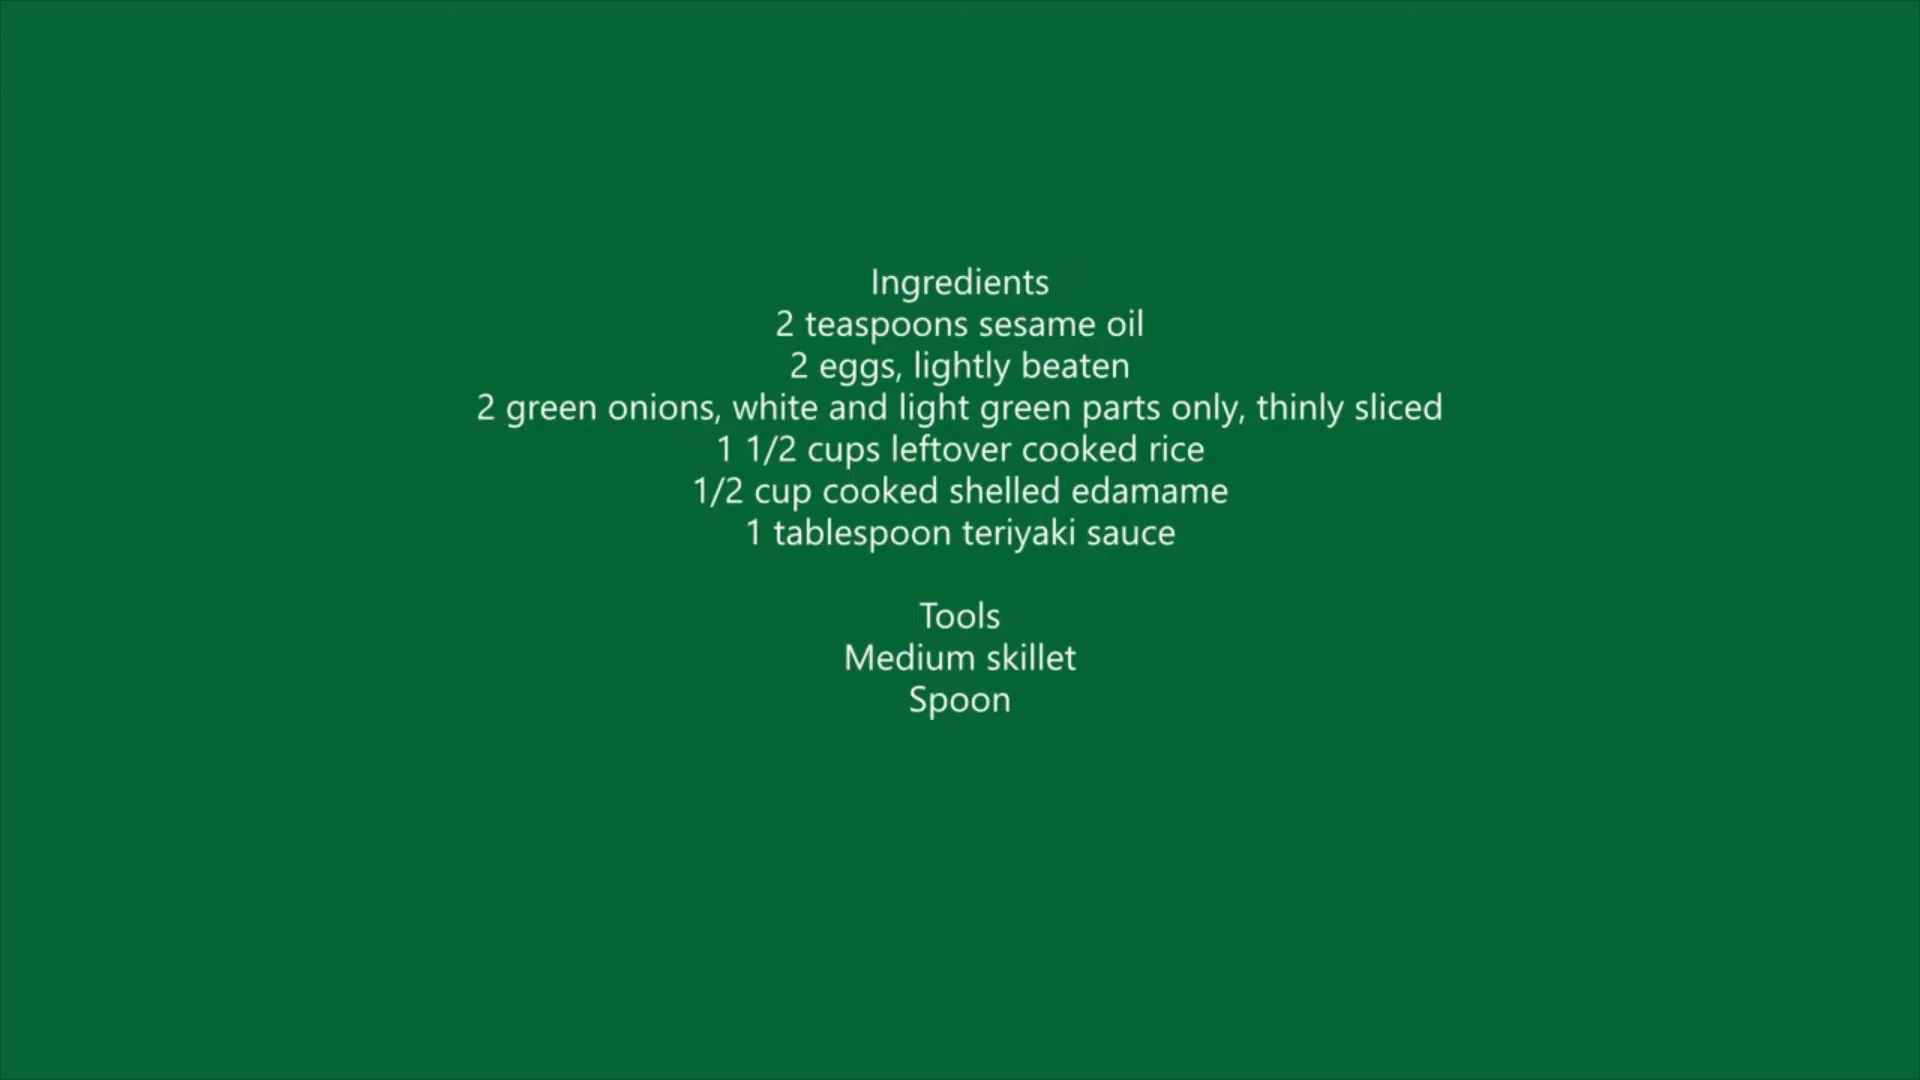 Ingredients
2 teaspoons sesame oil
2 eggs, lightly beaten
2 green onions, white and light green parts only, thinly sliced
1 1/2 cups leftover cooked rice
1/2 cup cooked shelled edamame
1 tablespoon teriyaki sauce
Tools
Medium skillet
Spoon